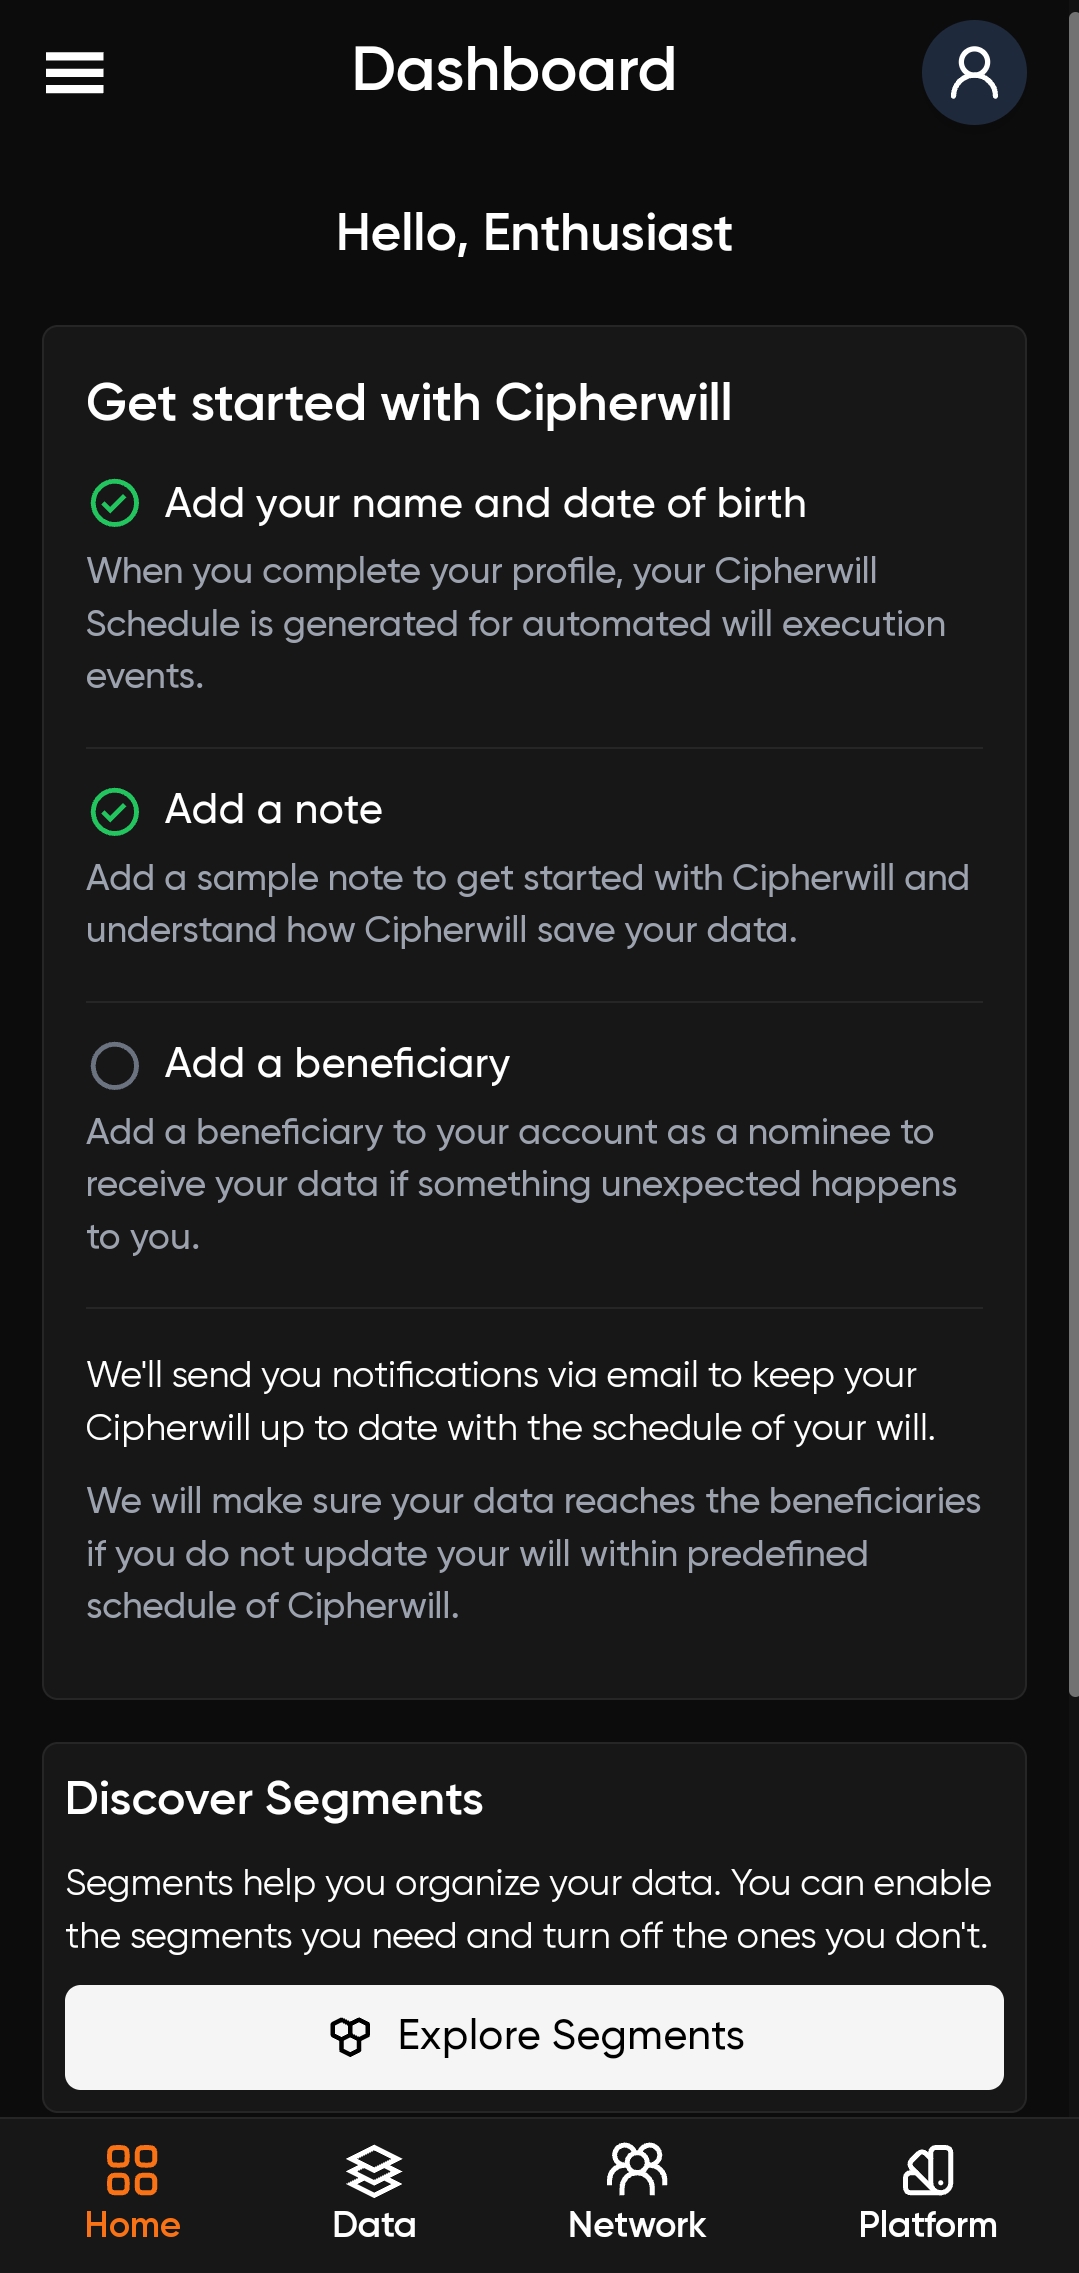 Dashboard
Hello, Enthusiast
Get started with Cipherwill
Add your name and date of birth
When you complete your profile, your Cipherwill
Schedule is generated for automated will execution
events.
Add a note
Add a sample note to get started with Cipherwill and
understand how Cipherwill save your data.
Add a beneficiary
Add a beneficiary to your account as a nominee to
receive your data if something unexpected happens
to you.
We'll send you notifications via email to keep your
Cipherwill up to date with the schedule of your will.
We will make sure your data reaches the beneficiaries
if you do not update your will within predefined
schedule of Cipherwill.
Discover Segments
Segments help you organize your data. You can enable
the segments you need and turn off the ones you don't.
Explore Segments
Home Data Network Platform